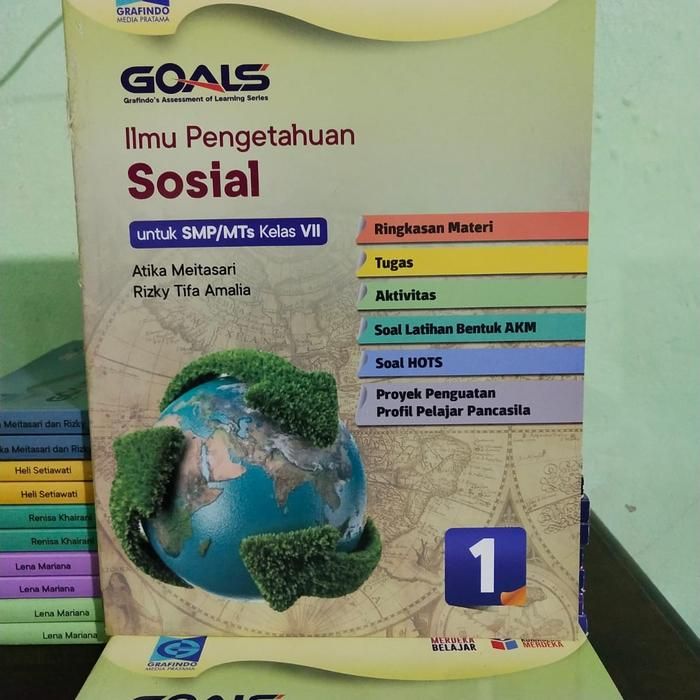 GRAFINDO
MEDIA PRATAMA
GOALS
Grafindo's Assessment of Learning Series
Ilmu Pengetahuan
Sosial
untuk SMP/MTs Kelas VII
Atika Meitasari
Rizky Tifa Amalia
Ringkasan Materi
Tugas
Aktivitas
Soal Latihan Bentuk AKM
Soal HOTS
Proyek Penguatan
Profil Pelajar Pancasila
1
Meitasari dan Rizky
Meitasari dan Rizky
Heli Setiawati
Heli Setiawati
Renisa Khairani
Renisa Khairani
Lena Mariana
Lena Mariana
Lena Mariana
Lena Mariana
GRAFINDO
MEDIA PRATAMA
MERDEKA
BELAJAR
MERDEKA
GOALS